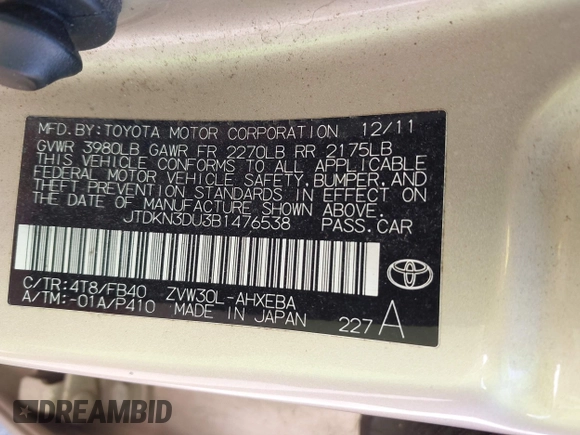 MFD. BY: TOYOTA MOTOR CORPORATION 12/11
GVWR 3980LB GAWR FR 2270LB RR 2175LB
THIS VEHICLE CONFORMS TO ALL APPLICABLE
FEDERAL MOTOR VEHICLE SAFETY, BUMPER, AND
THEFT PREVENTION STANDARDS IN EFFECT ON
THE DATE OF MANUFACTURE SHOWN ABOVE.
JTDKN3DU3B1476538 PASS. CAR
C/TR: 4T8/FB40 ZVW30L-AHXEBA
A/TM: -01A/P410 MADE IN JAPAN 227 A
DREAMBID